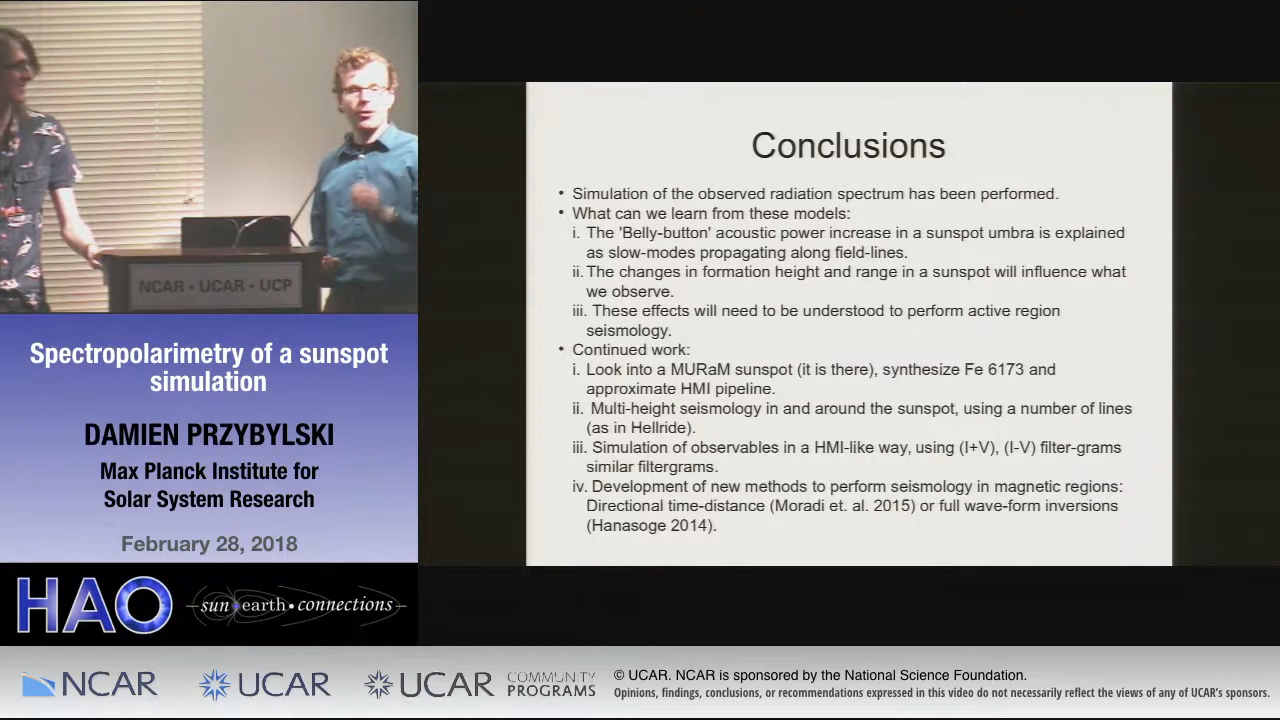 NCAR • UCAR • UCP
Spectropolarimetry of a sunspot
simulation
DAMIEN PRZYBYLSKI
Max Planck Institute for
Solar System Research
February 28, 2018
HAO
sun•earth•connections
Conclusions
• Simulation of the observed radiation spectrum has been performed.
• What can we learn from these models:
i. The 'Belly-button' acoustic power increase in a sunspot umbra is explained
as slow-modes propagating along field-lines.
ii. The changes in formation height and range in a sunspot will influence what
we observe.
iii. These effects will need to be understood to perform active region
seismology.
• Continued work:
i. Look into a MURaM sunspot (it is there), synthesize Fe 6173 and
approximate HMI pipeline.
ii. Multi-height seismology in and around the sunspot, using a number of lines
(as in Hellride).
iii. Simulation of observables in a HMI-like way, using (I+V), (I-V) filter-grams
similar filtergrams.
iv. Development of new methods to perform seismology in magnetic regions:
Directional time-distance (Moradi et. al. 2015) or full wave-form inversions
(Hanasoge 2014).
NCAR
UCAR
UCAR
COMMUNITY
PROGRAMS
© UCAR. NCAR is sponsored by the National Science Foundation.
Opinions, findings, conclusions, or recommendations expressed in this video do not necessarily reflect the views of any of UCAR's sponsors.